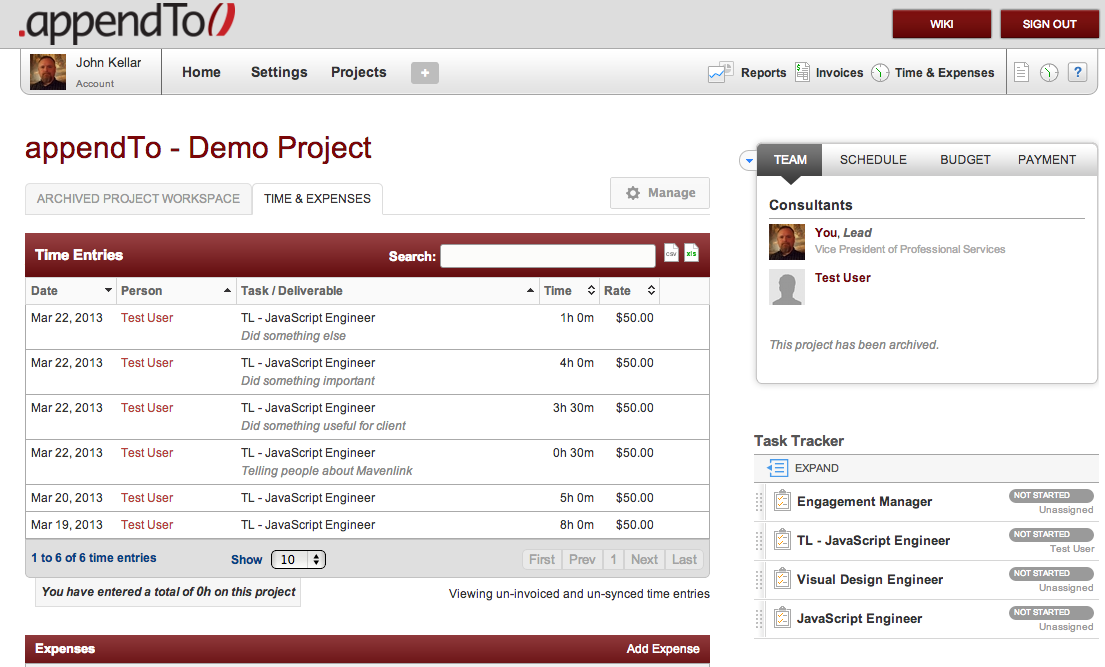 .appendTo()
WIKI
SIGN OUT
John Kellar
Account
Home
Settings
Projects
+
Reports
Invoices
Time & Expenses
?
appendTo - Demo Project
ARCHIVED PROJECT WORKSPACE
TIME & EXPENSES
Manage
Time Entries
Search:
CSV
XLS
Date Person Task / Deliverable Time Rate
Mar 22, 2013 Test User TL - JavaScript Engineer 1h 0m $50.00
Did something else
Mar 22, 2013 Test User TL - JavaScript Engineer 4h 0m $50.00
Did something important
Mar 22, 2013 Test User TL - JavaScript Engineer 3h 30m $50.00
Did something useful for client
Mar 22, 2013 Test User TL - JavaScript Engineer 0h 30m $50.00
Telling people about Mavenlink
Mar 20, 2013 Test User TL - JavaScript Engineer 5h 0m $50.00
Mar 19, 2013 Test User TL - JavaScript Engineer 8h 0m $50.00
1 to 6 of 6 time entries
Show 10
First Prev 1 Next Last
You have entered a total of 0h on this project
Viewing un-invoiced and un-synced time entries
Expenses
Add Expense
TEAM
SCHEDULE
BUDGET
PAYMENT
Consultants
You, Lead
Vice President of Professional Services
Test User
This project has been archived.
Task Tracker
EXPAND
Engagement Manager
NOT STARTED
Unassigned
TL - JavaScript Engineer
NOT STARTED
Test User
Visual Design Engineer
NOT STARTED
Unassigned
JavaScript Engineer
NOT STARTED
Unassigned